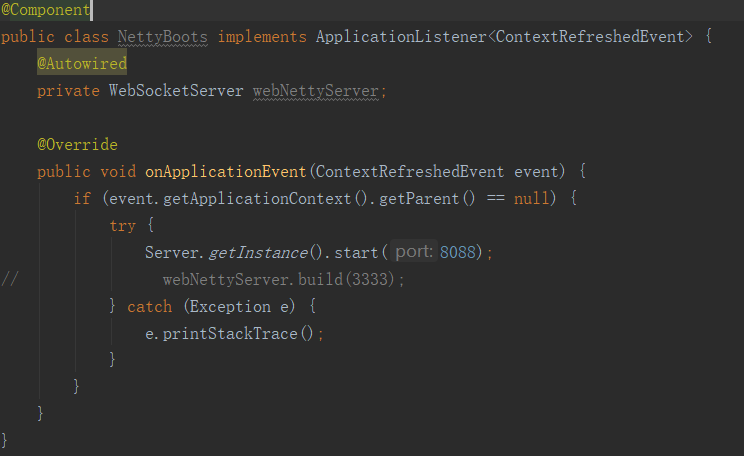 @Component
public class NettyBoots implements ApplicationListener<ContextRefreshedEvent> {
    @Autowired
    private WebSocketServer webNettyServer;

    @Override
    public void onApplicationEvent(ContextRefreshedEvent event) {
        if (event.getApplicationContext().getParent() == null) {
            try {
                Server.getInstance().start( port: 8088);
//                webNettyServer.build(3333);
            } catch (Exception e) {
                e.printStackTrace();
            }
        }
    }
}